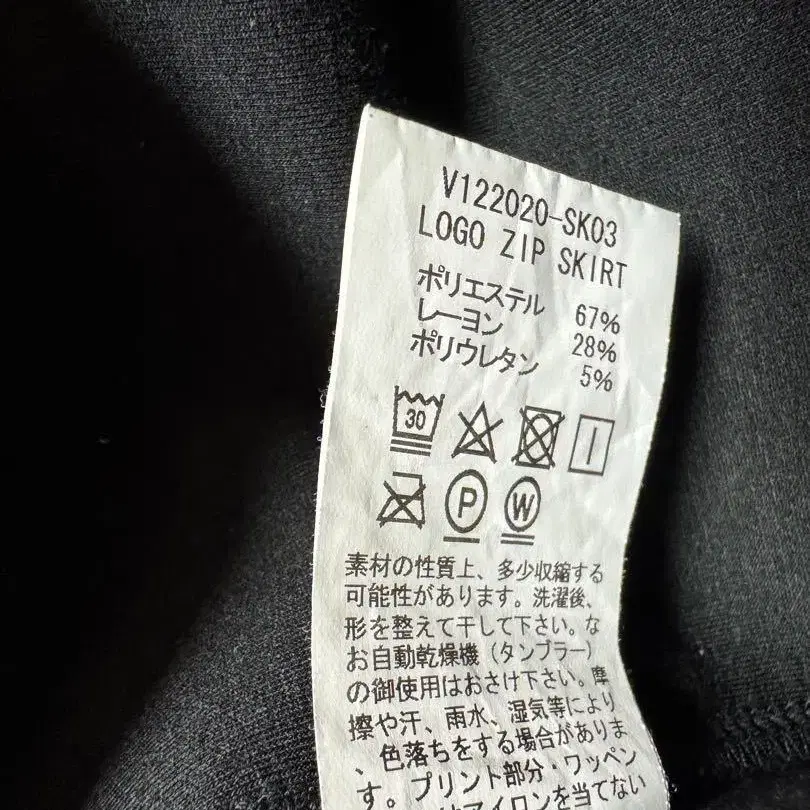 V122020-SK03
LOGO ZIP SKIRT
ポリエステル 67%
レーヨン 28%
ポリウレタン 5%
30
P W
素材の性質上、多少収縮する
可能性があります。洗濯後、
形を整えて干して下さい。な
お自動乾燥機(タンブラー)
の御使用はおさけ下さい。摩
擦や汗、雨水、湿気等により
、色落ちをする場合がありま
す。プリント部分・ワッペン
はアイロンを当てない